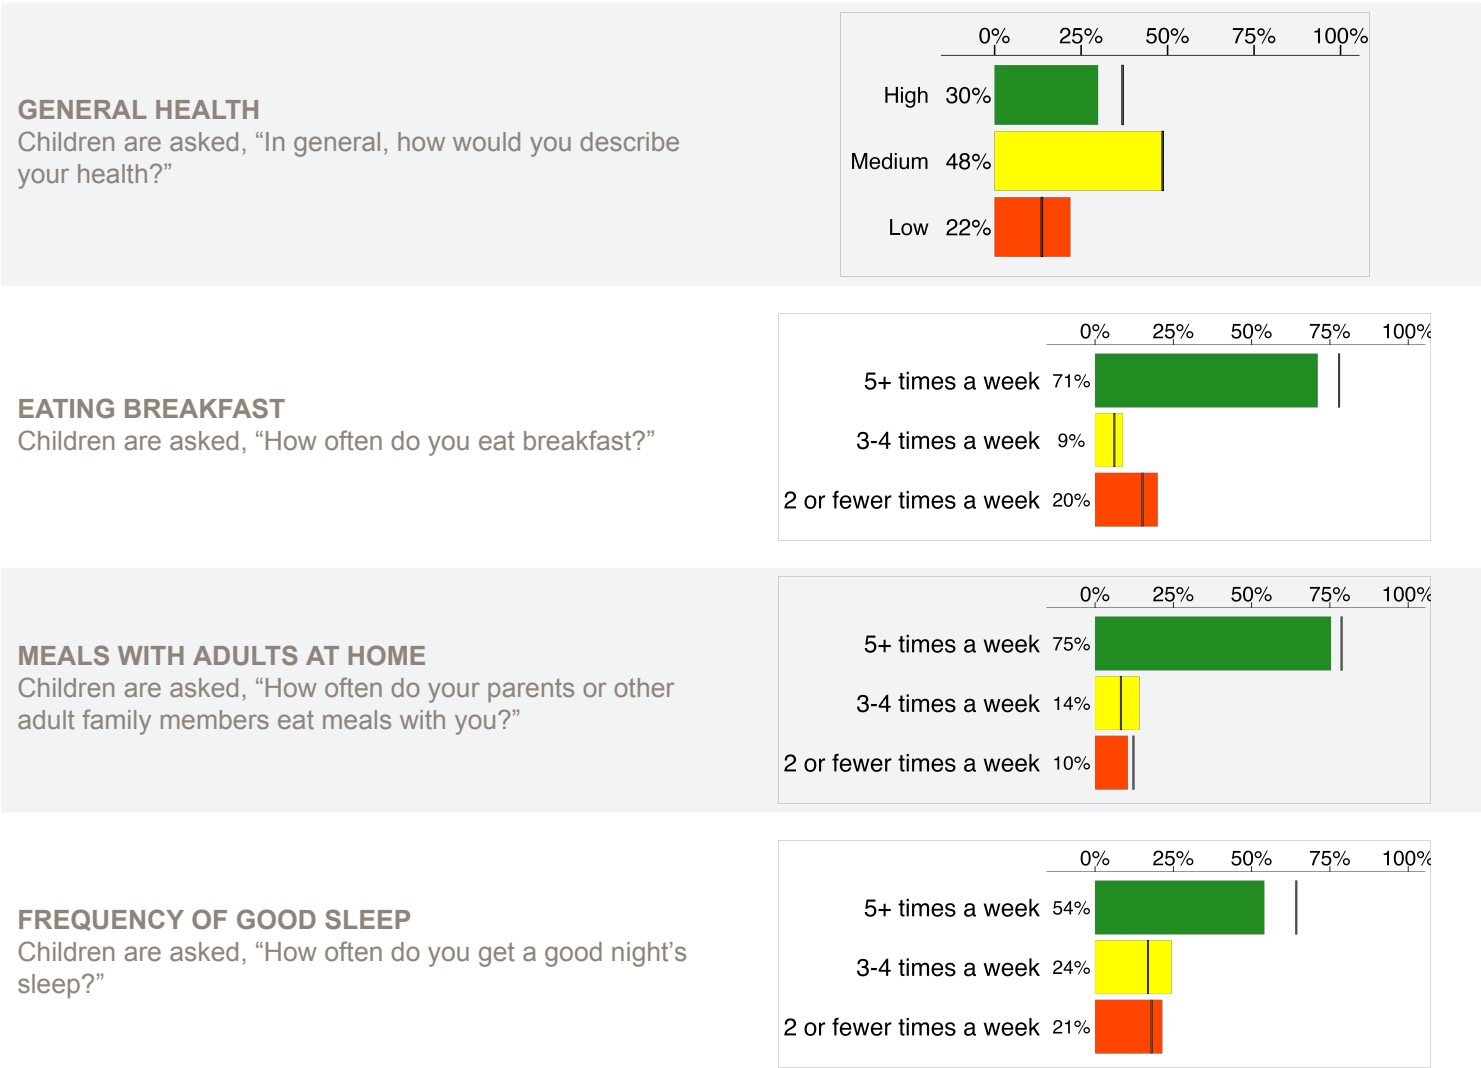 0% 25% 50% 75% 100%
High 30%
GENERAL HEALTH
Children are asked, “In general, how would you describe
your health?”
Medium 48%
Low 22%
0% 25% 50% 75% 100%
5+ times a week 71%
EATING BREAKFAST
Children are asked, “How often do you eat breakfast?”
3-4 times a week 9%
2 or fewer times a week 20%
0% 25% 50% 75% 100%
5+ times a week 75%
MEALS WITH ADULTS AT HOME
Children are asked, “How often do your parents or other
adult family members eat meals with you?”
3-4 times a week 14%
2 or fewer times a week 10%
0% 25% 50% 75% 100%
5+ times a week 54%
FREQUENCY OF GOOD SLEEP
Children are asked, “How often do you get a good night’s
sleep?”
3-4 times a week 24%
2 or fewer times a week 21%